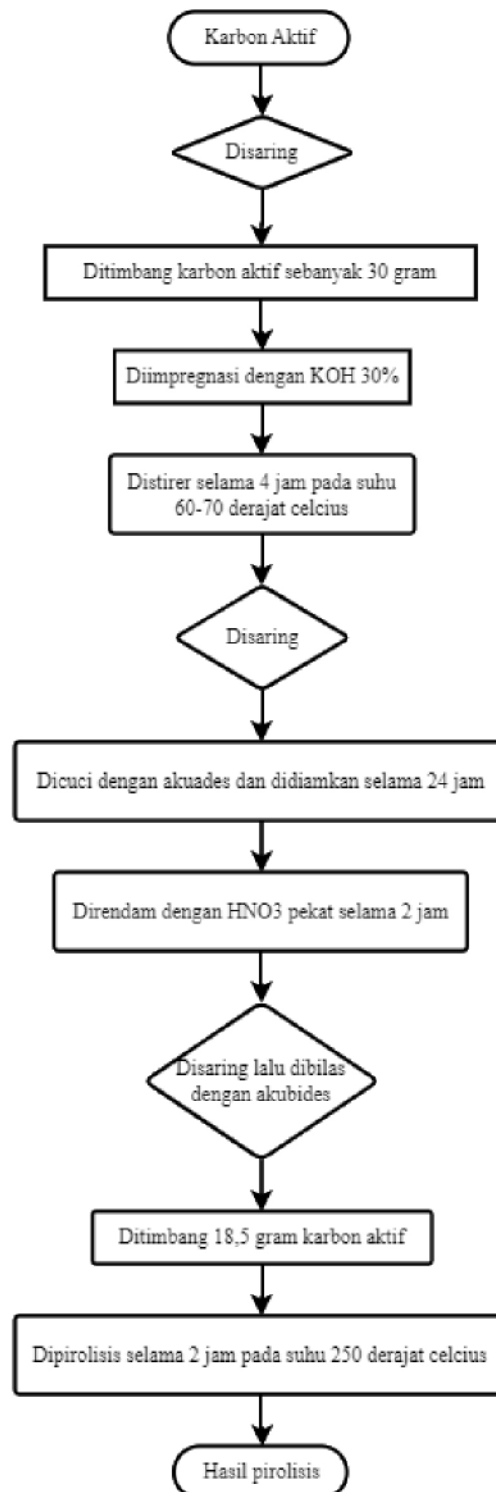 Karbon Aktif
Disaring
Ditimbang karbon aktif sebanyak 30 gram
Diimpregnasi dengan KOH 30%
Distirer selama 4 jam pada suhu
60-70 derajat celcius
Disaring
Dicuci dengan akuades dan didiamkan selama 24 jam
Direndam dengan HNO3 pekat selama 2 jam
Disaring lalu dibilas
dengan akubides
Ditimbang 18,5 gram karbon aktif
Dipirolisis selama 2 jam pada suhu 250 derajat celcius
Hasil pirolisis